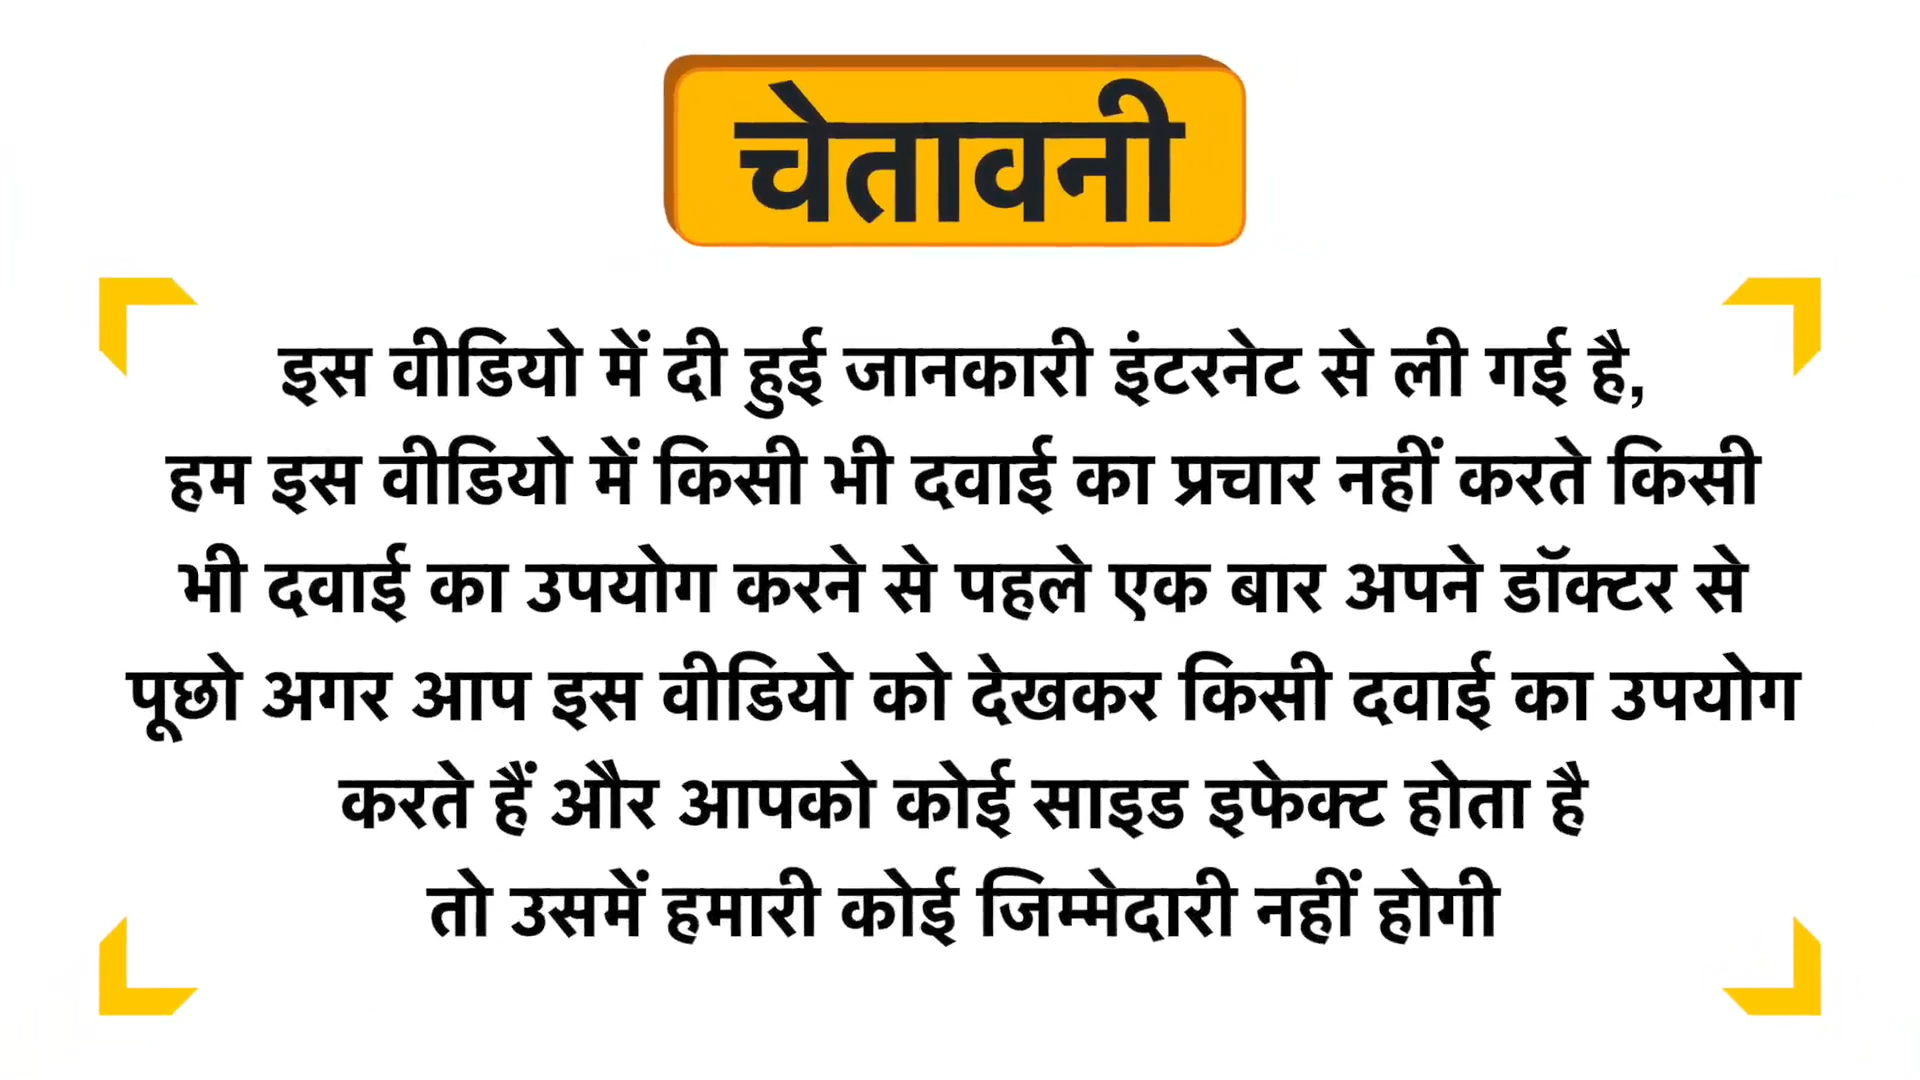 चेतावनी
इस वीडियो में दी हुई जानकारी इंटरनेट से ली गई है,
हम इस वीडियो में किसी भी दवाई का प्रचार नहीं करते किसी
भी दवाई का उपयोग करने से पहले एक बार अपने डॉक्टर से
पूछो अगर आप इस वीडियो को देखकर किसी दवाई का उपयोग
करते हैं और आपको कोई साइड इफेक्ट होता है
तो उसमें हमारी कोई जिम्मेदारी नहीं होगी